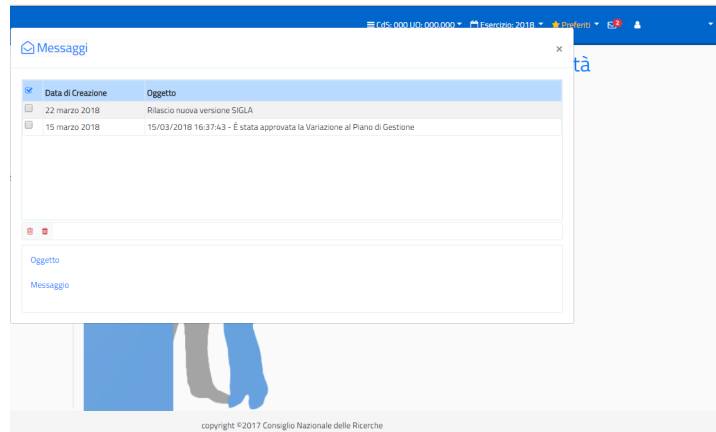 CdS: 000 UO: 000.000 Esercizio: 2018 Preferiti 2
Messaggi ×
tà
Data di Creazione Oggetto
22 marzo 2018 Rilascio nuova versione SIGLA
15 marzo 2018 15/03/2018 16:37:43 - È stata approvata la Variazione al Piano di Gestione
Oggetto
Messaggio
copyright ©2017 Consiglio Nazionale delle Ricerche